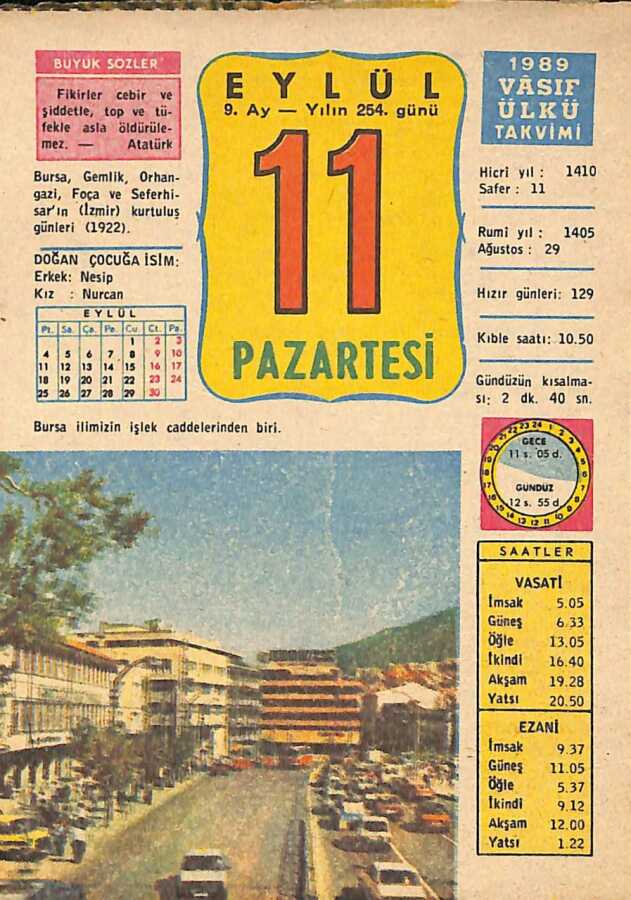 BÜYÜK SÖZLER
Fikirler cebir ve
şiddetle, top ve tü-
fekle asla öldürüle-
mez. — Atatürk
Bursa, Gemlik, Orhan-
gazi, Foça ve Seferhi-
sar'ın (İzmir) kurtuluş
günleri (1922).
DOĞAN ÇOCUĞA İSİM:
Erkek: Nesip
Kız : Nurcan
EYLÜL
Pt. Sa. Ça. Pe. Cu. Ct. Pa.
1 2 3
4 5 6 7 8 9 10
11 12 13 14 15 16 17
18 19 20 21 22 23 24
25 26 27 28 29 30
EYLÜL
9. Ay — Yılın 254. günü
11
PAZARTESİ
1989
VÂSIF
ÜLKÜ
TAKVİMİ
Hicrî yıl : 1410
Safer : 11
Rumî yıl : 1405
Ağustos : 29
Hızır günleri: 129
Kıble saatı: 10.50
Gündüzün kısalma-
sı: 2 dk. 40 sn.
GECE
11 s. 05 d.
GÜNDÜZ
12 s. 55 d.
Bursa ilimizin işlek caddelerinden biri.
SAATLER
VASATİ
İmsak 5.05
Güneş 6.33
Öğle 13.05
İkindi 16.40
Akşam 19.28
Yatsı 20.50
EZANİ
İmsak 9.37
Güneş 11.05
Öğle 5.37
İkindi 9.12
Akşam 12.00
Yatsı 1.22